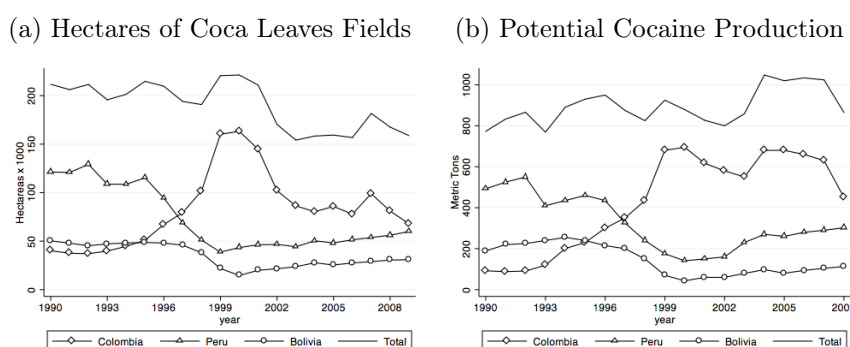 (a) Hectares of Coca Leaves Fields
200
150
100
50
0
Hectareas x 1000
1990 1993 1996 1999 2002 2005 2008
year
Colombia Peru Bolivia Total
(b) Potential Cocaine Production
1000
800
600
400
200
0
Metric Tons
1990 1993 1996 1999 2002 2005 200
year
Colombia Peru Bolivia Total